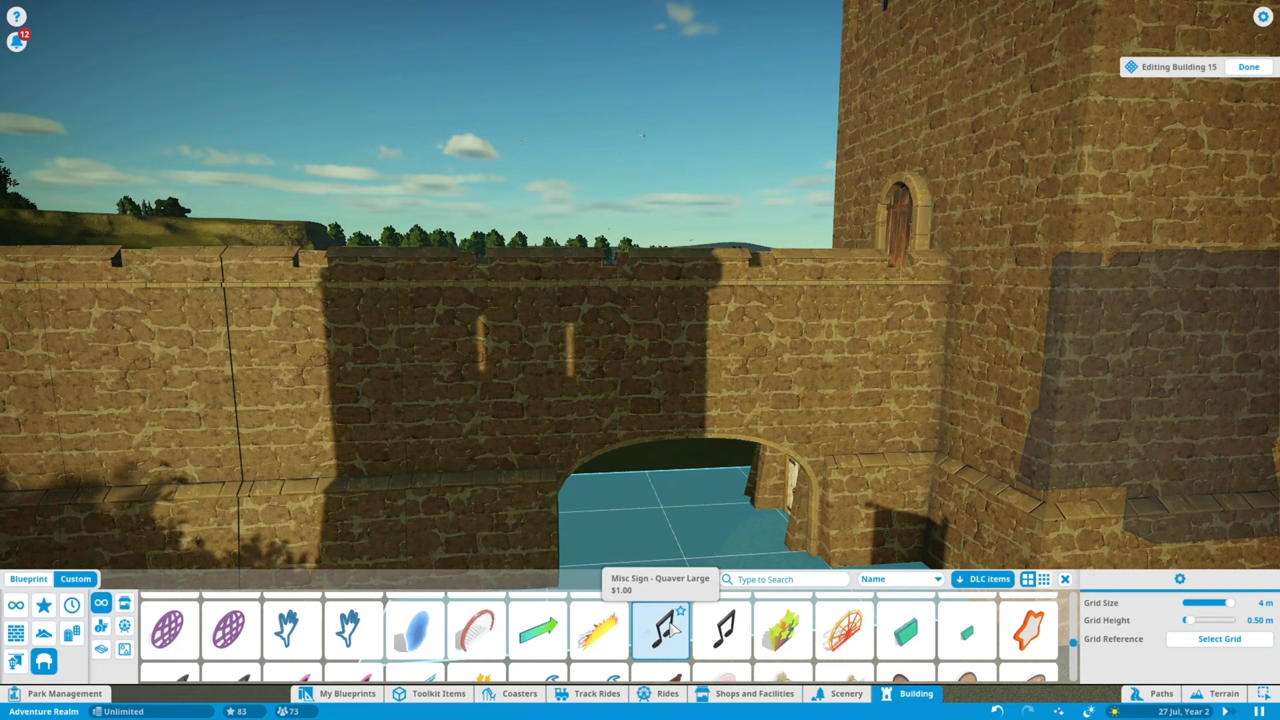 ?
12
Editing Building 15
Done
Misc Sign - Quaver Large
$1.00
Blueprint
Custom
Type to Search
Name
DLC items
Grid Size
4 m
Grid Height
0.50 m
Grid Reference
Select Grid
Park Management
My Blueprints
Toolkit Items
Coasters
Track Rides
Rides
Shops and Facilities
Scenery
Building
Paths
Terrain
Adventure Realm
Unlimited
83
73
27 Jul, Year 2